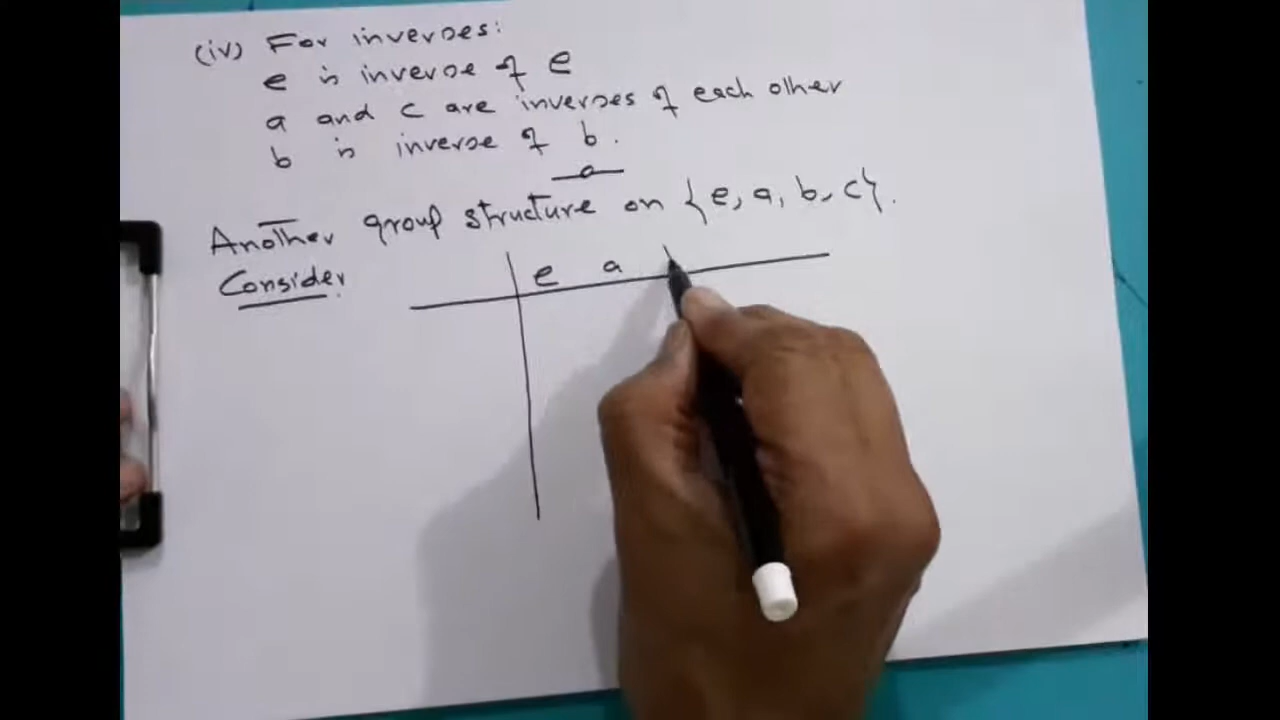 (iv) For inverses:
e is inverse of e
a and c are inverses of each other
b is inverse of b.
Another group structure on {e, a, b, c}.
Consider
e a